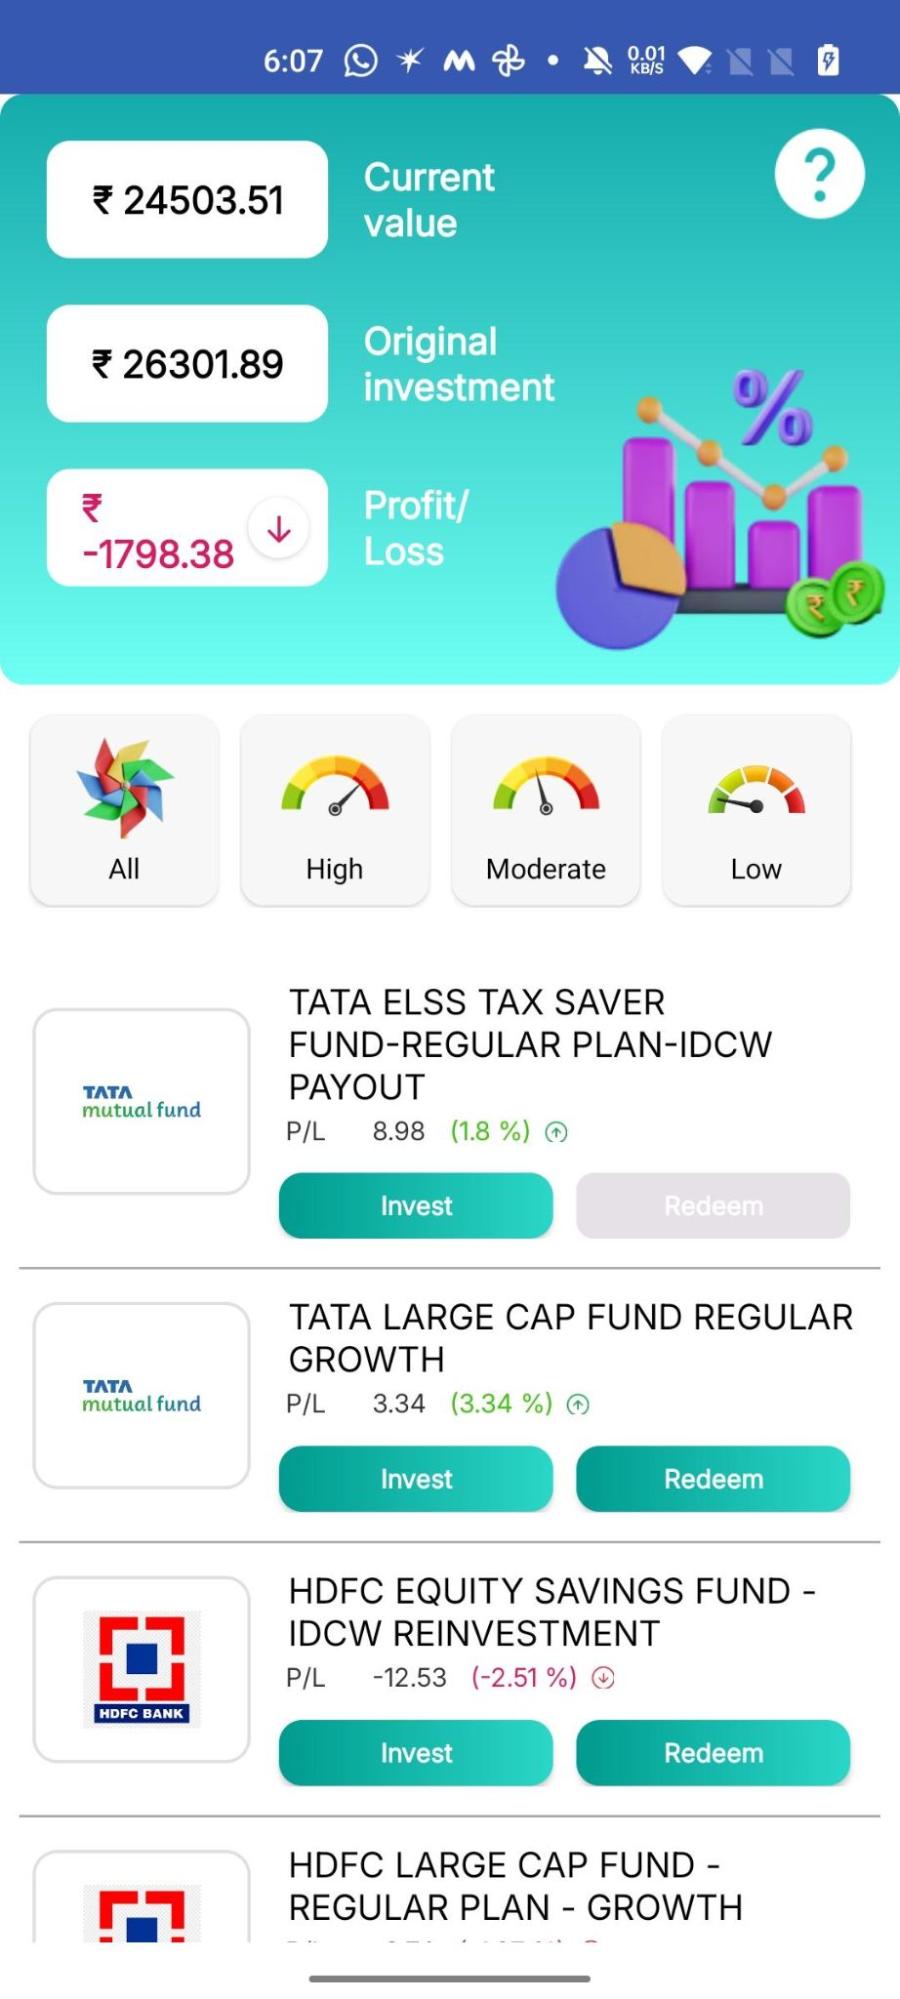 6:07
0.01
KB/S
₹ 24503.51
Current
value
?
₹ 26301.89
Original
investment
%
₹
-1798.38
Profit/
Loss
₹ ₹
All
High
Moderate
Low
TATA ELSS TAX SAVER
FUND-REGULAR PLAN-IDCW
PAYOUT
TATA
mutual fund
P/L 8.98 (1.8 %)
Invest
Redeem
TATA LARGE CAP FUND REGULAR
GROWTH
TATA
mutual fund
P/L 3.34 (3.34 %)
Invest
Redeem
HDFC EQUITY SAVINGS FUND -
IDCW REINVESTMENT
P/L -12.53 (-2.51 %)
HDFC BANK
Invest
Redeem
HDFC LARGE CAP FUND -
REGULAR PLAN - GROWTH